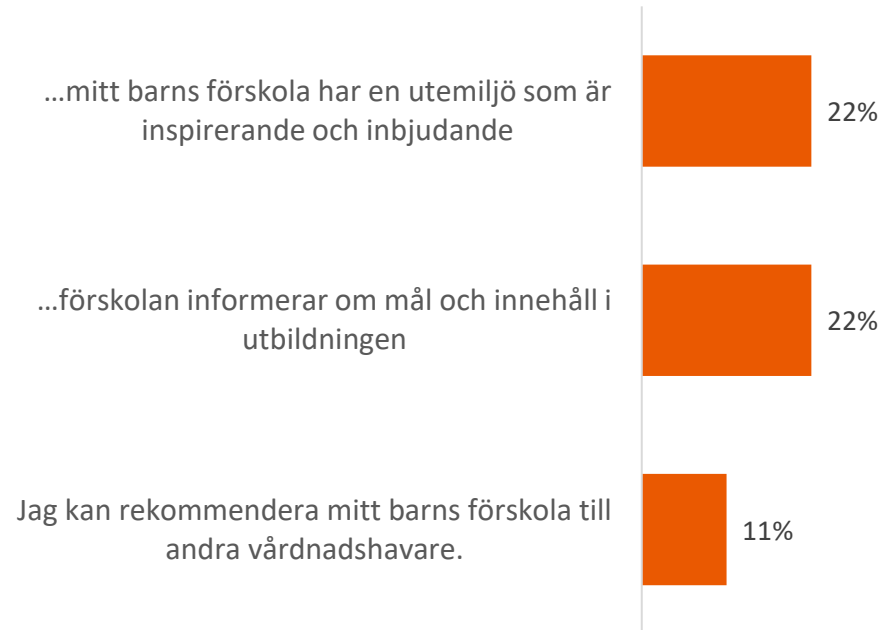 …mitt barns förskola har en utemiljö som är
inspirerande och inbjudande
22%
…förskolan informerar om mål och innehåll i
utbildningen
22%
Jag kan rekommendera mitt barns förskola till
andra vårdnadshavare.
11%